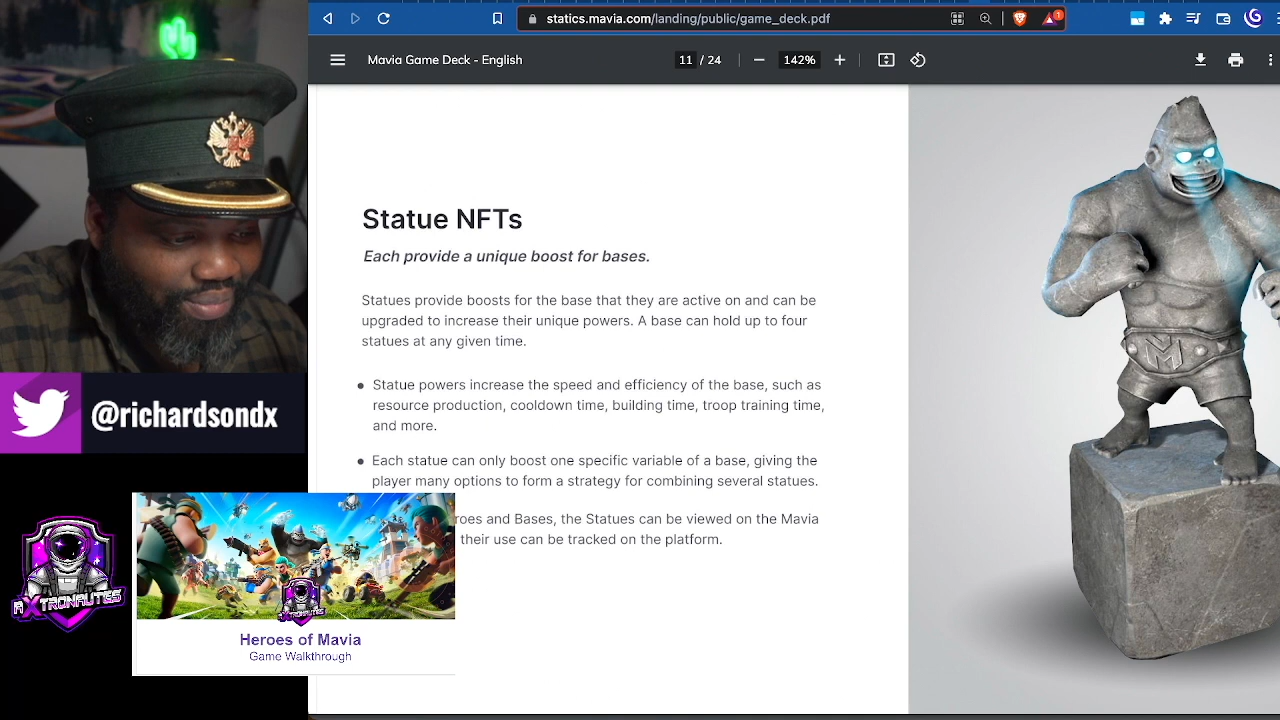 statics.mavia.com/landing/public/game_deck.pdf
1
Mavia Game Deck - English
11 / 24
142%
Statue NFTs
Each provide a unique boost for bases.
Statues provide boosts for the base that they are active on and can be
upgraded to increase their unique powers. A base can hold up to four
statues at any given time.
Statue powers increase the speed and efficiency of the base, such as
resource production, cooldown time, building time, troop training time,
and more.
Each statue can only boost one specific variable of a base, giving the
player many options to form a strategy for combining several statues.
roes and Bases, the Statues can be viewed on the Mavia
their use can be tracked on the platform.
M
@richardsondx
AXTRONAUTES
AXTRONAUTES
Heroes of Mavia
Game Walkthrough